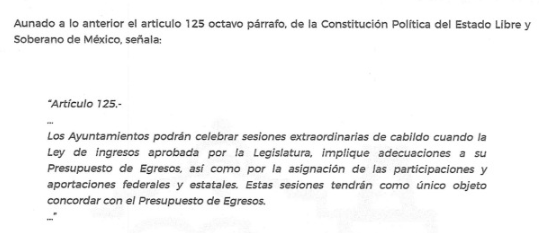 Aunado a lo anterior el articulo 125 octavo párrafo, de la Constitución Política del Estado Libre y
Soberano de México, señala:
"Artículo 125.-
...
Los Ayuntamientos podrán celebrar sesiones extraordinarias de cabildo cuando la
Ley de ingresos aprobada por la Legislatura, implique adecuaciones a su
Presupuesto de Egresos, así como por la asignación de las participaciones y
aportaciones federales y estatales. Estas sesiones tendrán como único objeto
concordar con el Presupuesto de Egresos.
..."